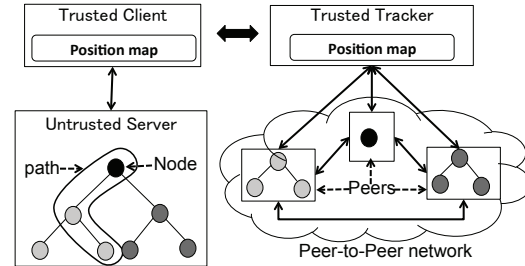 Trusted Client
Position map
Trusted Tracker
Position map
Untrusted Server
path
Node
Peers
Peer-to-Peer network